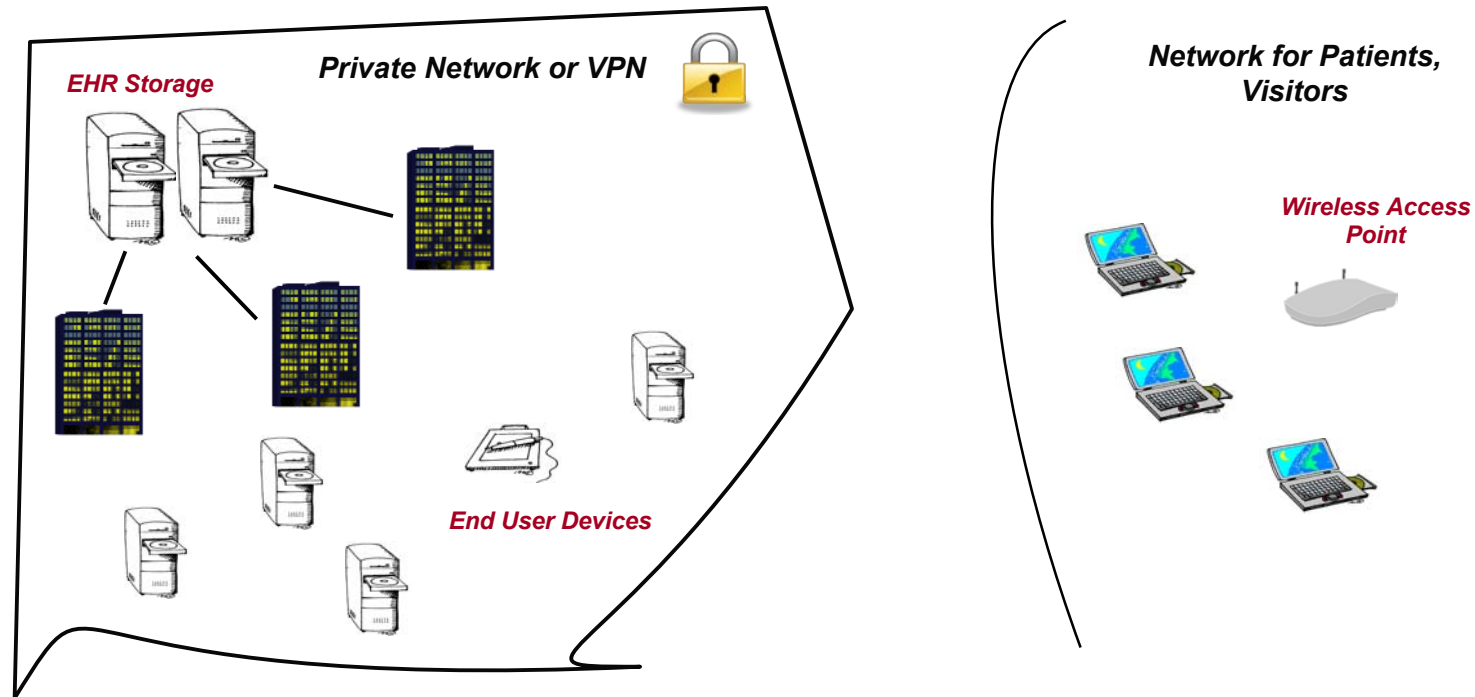 Private Network or VPN
EHR Storage
End User Devices
Network for Patients,
Visitors
Wireless Access
Point